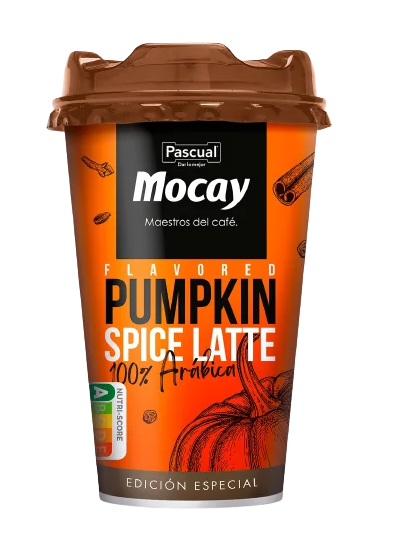 Pascual
Dar lo mejor
Mocay
Maestros del café.
FLAVORED
PUMPKIN
SPICE LATTE
100% Arábica
NUTRI-SCORE
A
B
C
D
E
EDICIÓN ESPECIAL